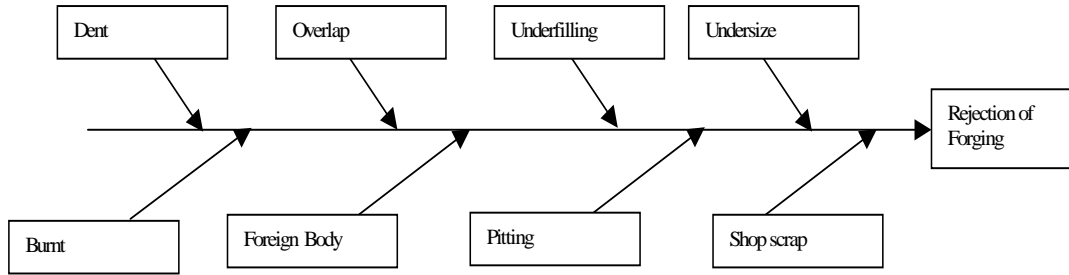 Dent
Overlap
Underfilling
Undersize
Rejection of
Forging
Burnt
Foreign Body
Pitting
Shop scrap